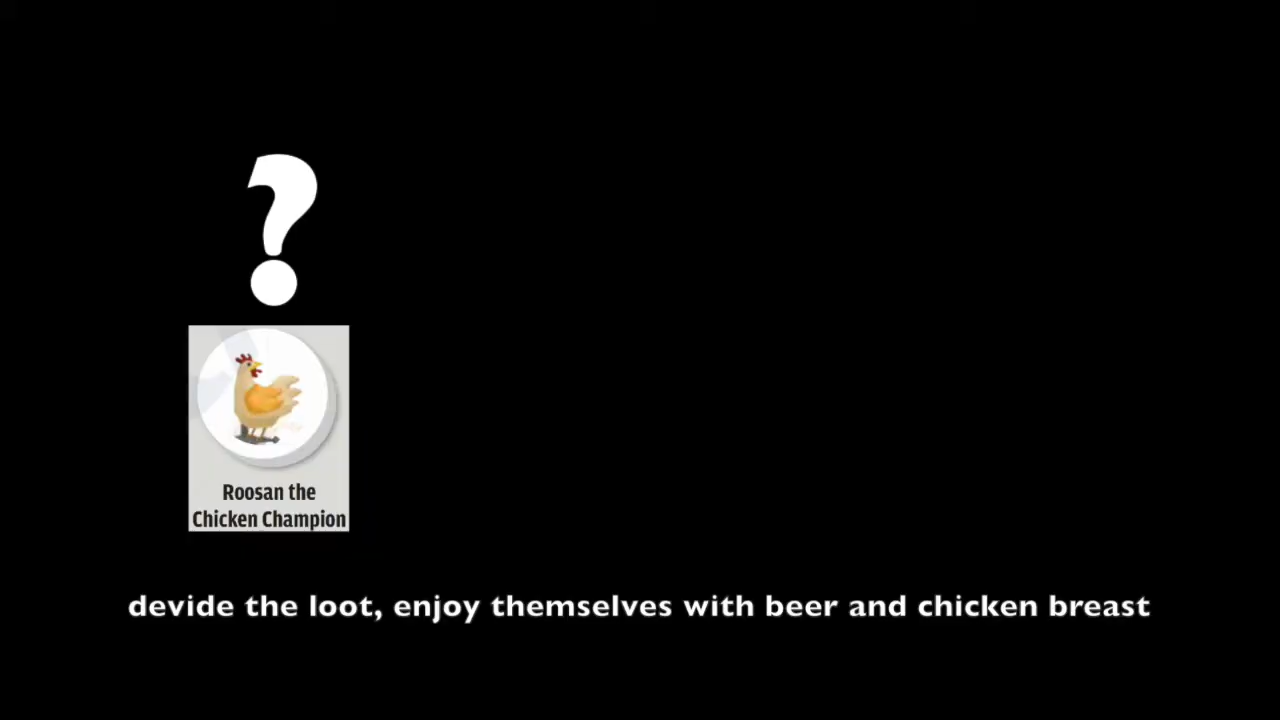 ?
Roosan the
Chicken Champion
devide the loot, enjoy themselves with beer and chicken breast